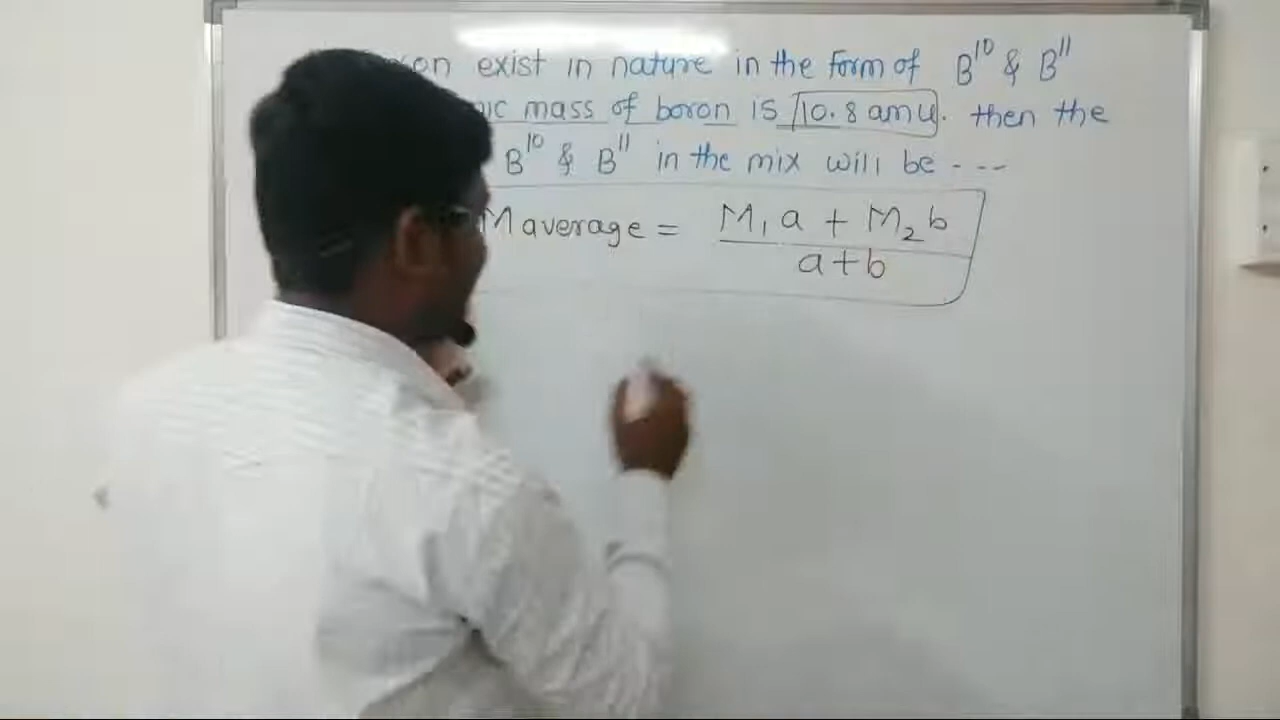 exist in nature in the form of B¹⁰ & B¹¹
mass of boron is 10.8 amu. then the
B¹⁰ & B¹¹ in the mix will be ----
M average = M₁a + M₂b
a+b